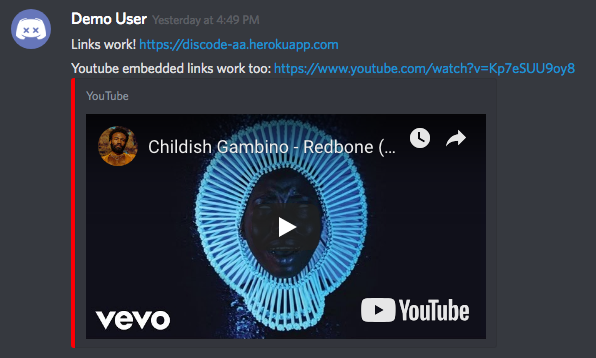 Demo User Yesterday at 4:49 PM
Links work! https://discode-aa.herokuapp.com
Youtube embedded links work too: https://www.youtube.com/watch?v=Kp7eSUU9oy8
YouTube
Childish Gambino - Redbone (...
vevo
YouTube